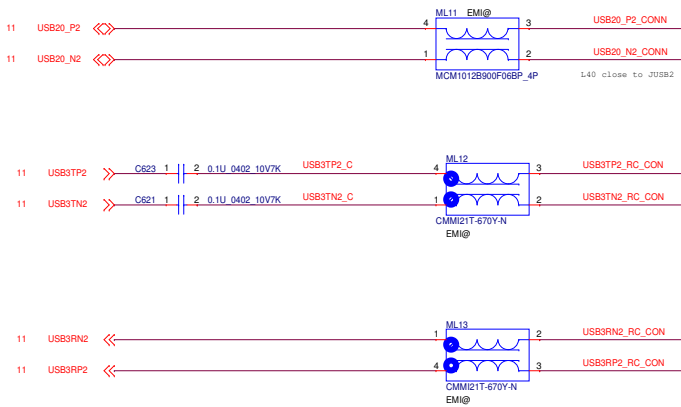 ML11 EMI@
11 USB20_P2 4 3 USB20_P2_CONN
11 USB20_N2 1 2 USB20_N2_CONN
MCM1012B900F06BP_4P
L40 close to JUSB2
ML12
11 USB3TP2 C623 1 2 0.1U_0402_10V7K USB3TP2_C 4 3 USB3TP2_RC_CON
11 USB3TN2 C621 1 2 0.1U_0402_10V7K USB3TN2_C 1 2 USB3TN2_RC_CON
CMMI21T-670Y-N
EMI@
ML13
11 USB3RN2 1 2 USB3RN2_RC_CON
11 USB3RP2 4 3 USB3RP2_RC_CON
CMMI21T-670Y-N
EMI@